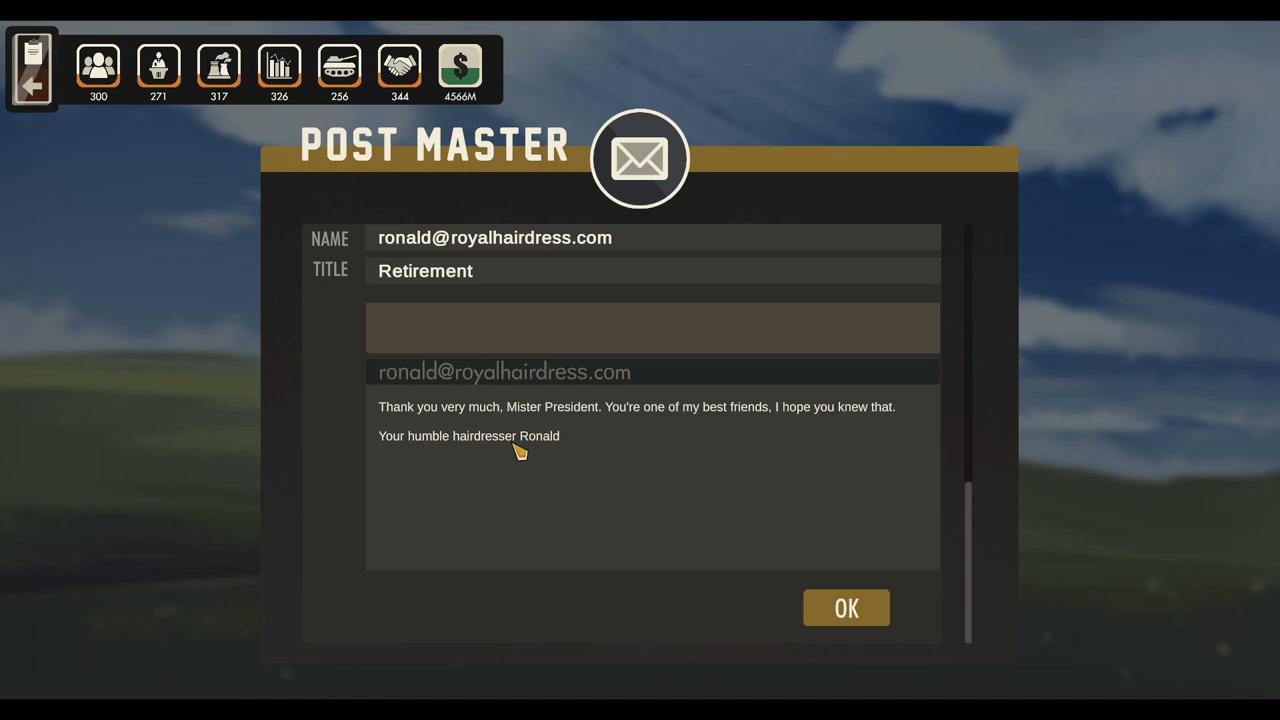 300 271 317 326 256 344 4566M
POST MASTER
NAME ronald@royalhairdress.com
TITLE Retirement
ronald@royalhairdress.com
Thank you very much, Mister President. You're one of my best friends, I hope you knew that.
Your humble hairdresser Ronald
OK